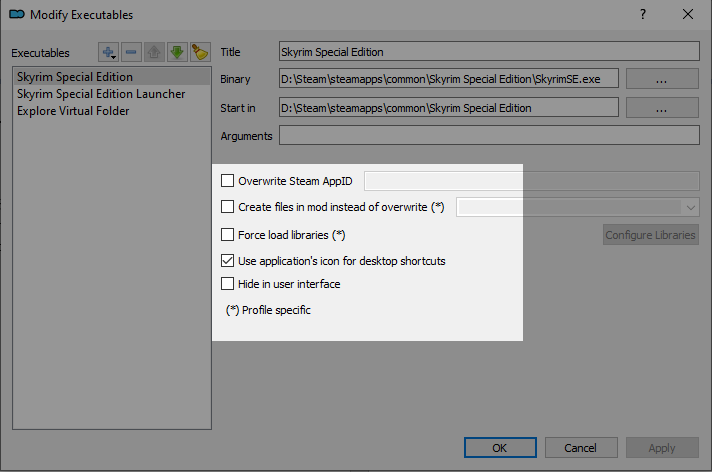 Modify Executables
?
Executables
Skyrim Special Edition
Skyrim Special Edition Launcher
Explore Virtual Folder
Title Skyrim Special Edition
Binary D:\Steam\steamapps\common\Skyrim Special Edition\SkyrimSE.exe ...
Start in D:\Steam\steamapps\common\Skyrim Special Edition ...
Arguments
Overwrite Steam AppID
Create files in mod instead of overwrite (*)
Force load libraries (*)
Configure Libraries
Use application's icon for desktop shortcuts
Hide in user interface
(*) Profile specific
OK Cancel Apply